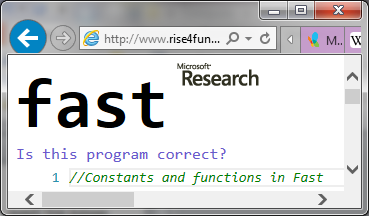 http://www.rise4fun...
M...
W
Microsoft®
Research
fast
Is this program correct?
1 //Constants and functions in Fast